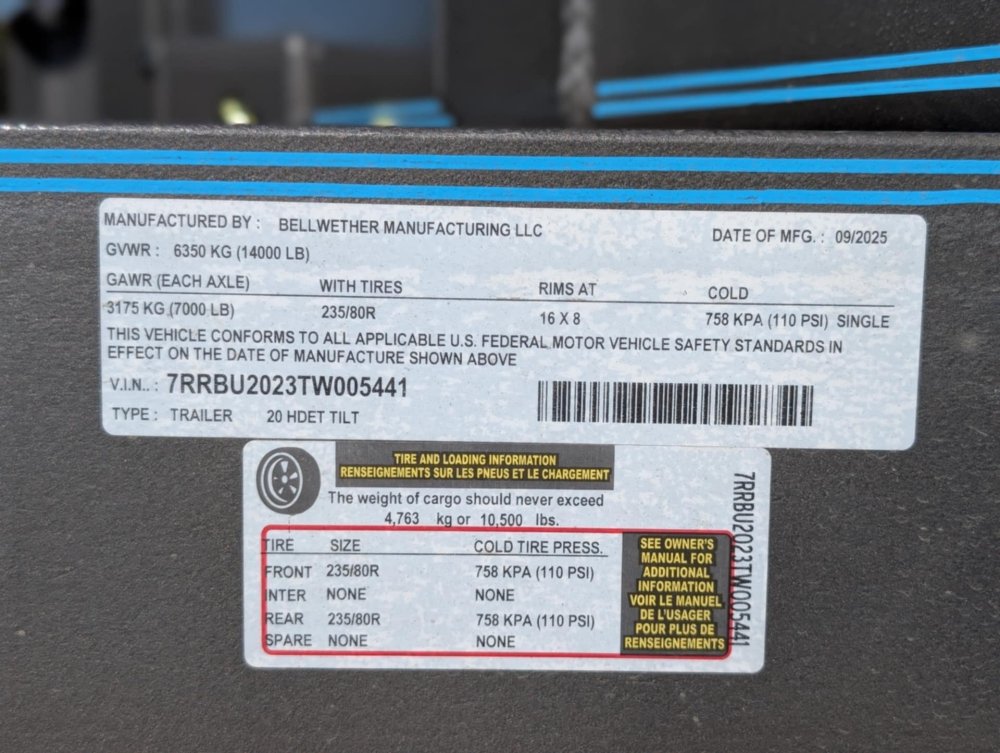 MANUFACTURED BY : BELLWETHER MANUFACTURING LLC DATE OF MFG. : 09/2025
GVWR : 6350 KG (14000 LB)
GAWR (EACH AXLE) WITH TIRES RIMS AT COLD
3175 KG (7000 LB) 235/80R 16 X 8 758 KPA (110 PSI) SINGLE
THIS VEHICLE CONFORMS TO ALL APPLICABLE U.S. FEDERAL MOTOR VEHICLE SAFETY STANDARDS IN
EFFECT ON THE DATE OF MANUFACTURE SHOWN ABOVE
V.I.N.. : 7RRBU2023TW005441
TYPE : TRAILER 20 HDET TILT
TIRE AND LOADING INFORMATION
RENSEIGNEMENTS SUR LES PNEUS ET LE CHARGEMENT
The weight of cargo should never exceed
4,763 kg or 10,500 lbs.
TIRE SIZE COLD TIRE PRESS.
FRONT 235/80R 758 KPA (110 PSI)
INTER NONE NONE
REAR 235/80R 758 KPA (110 PSI)
SPARE NONE NONE
SEE OWNER'S
MANUAL FOR
ADDITIONAL
INFORMATION
VOIR LE MANUEL
DE L'USAGER
POUR PLUS DE
RENSEIGNEMENTS
7RRBU2023TW005441